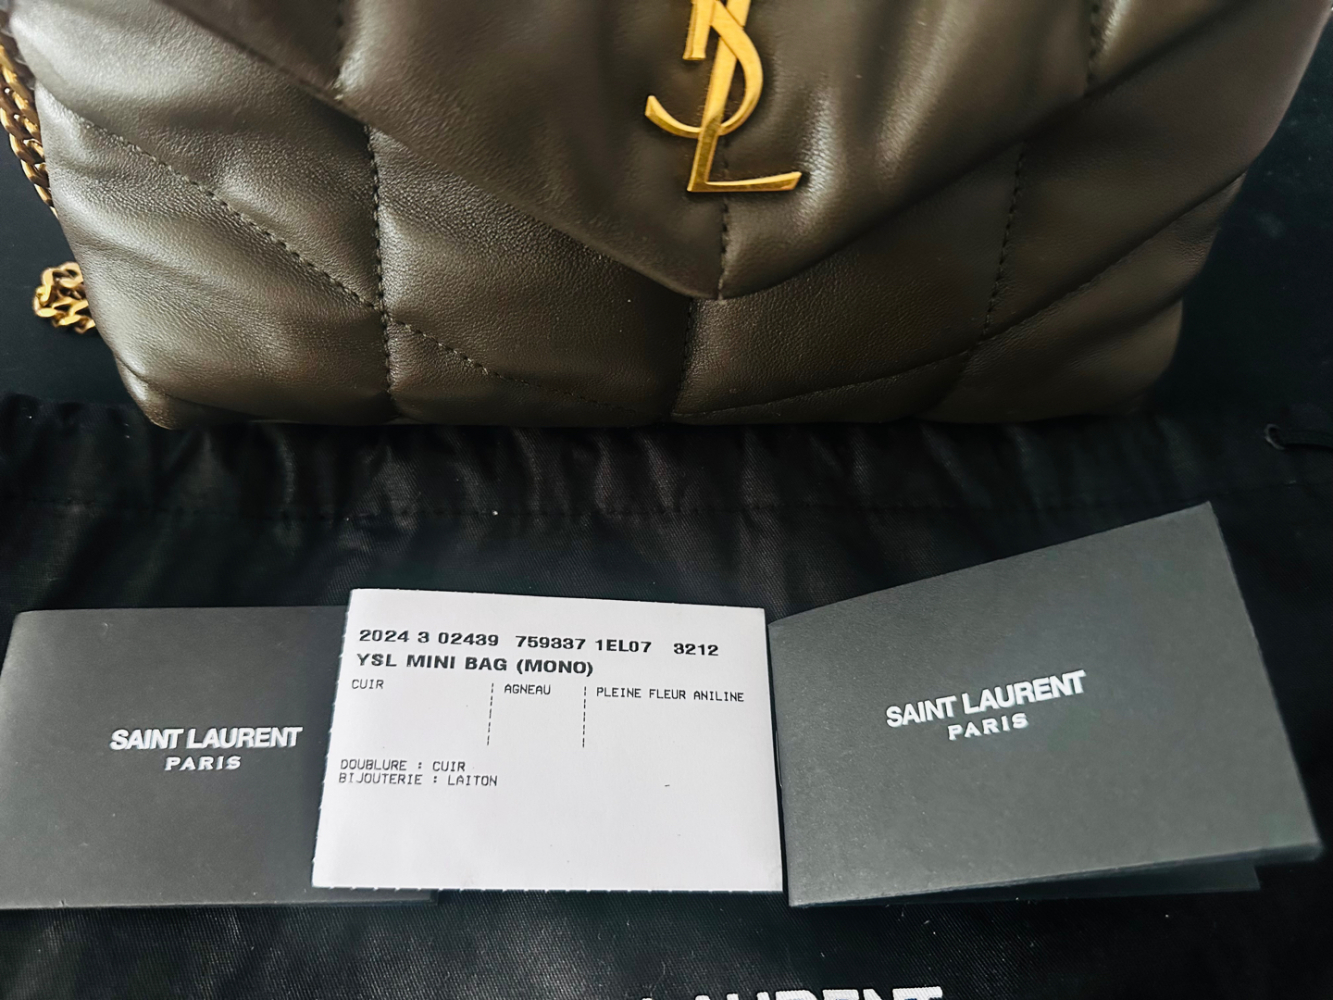 YSL
2024 3 02439 759337 1EL07 3212
YSL MINI BAG (MONO)
CUIR AGNEAU PLEINE FLEUR ANILINE
DOUBLURE : CUIR
BIJOUTERIE : LAITON
SAINT LAURENT
PARIS
SAINT LAURENT
PARIS
LAURENT